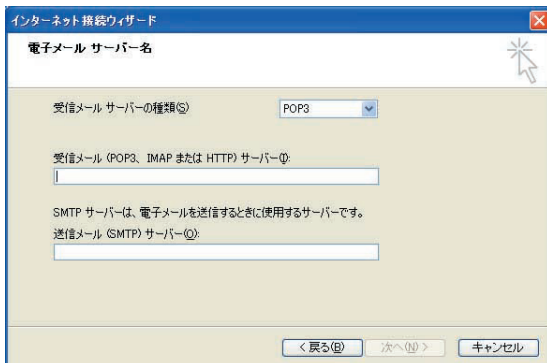 インターネット接続ウィザード
電子メール サーバー名
受信メール サーバーの種類(S)
POP3
受信メール (POP3、IMAP または HTTP) サーバー(I):
SMTP サーバーは、電子メールを送信するときに使用するサーバーです。
送信メール (SMTP) サーバー(O):
< 戻る(B)
次へ(N) >
キャンセル